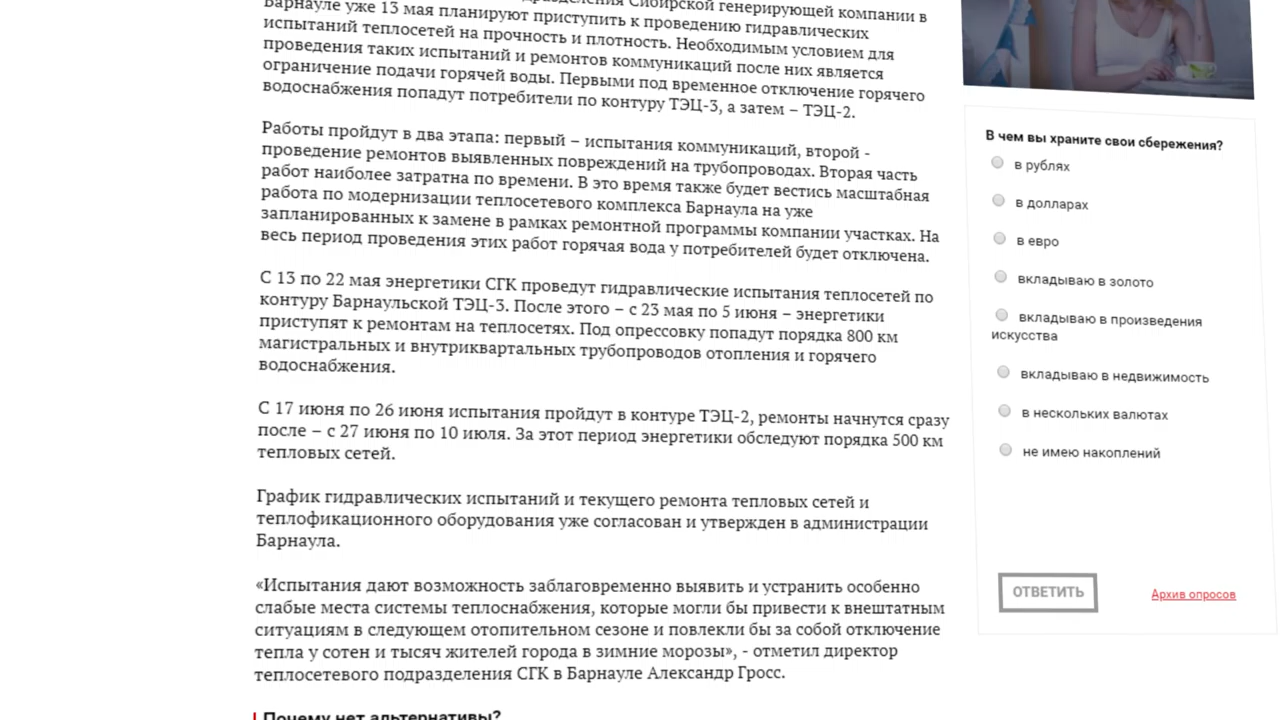 Сибирской генерирующей компании в
Барнауле уже 13 мая планируют приступить к проведению гидравлических
испытаний теплосетей на прочность и плотность. Необходимым условием для
проведения таких испытаний и ремонтов коммуникаций после них является
ограничение подачи горячей воды. Первыми под временное отключение горячего
водоснабжения попадут потребители по контуру ТЭЦ-3, а затем – ТЭЦ-2.
Работы пройдут в два этапа: первый – испытания коммуникаций, второй -
проведение ремонтов выявленных повреждений на трубопроводах. Вторая часть
работ наиболее затратна по времени. В это время также будет вестись масштабная
работа по модернизации теплосетевого комплекса Барнаула на уже
запланированных к замене в рамках ремонтной программы компании участках. На
весь период проведения этих работ горячая вода у потребителей будет отключена.
С 13 по 22 мая энергетики СГК проведут гидравлические испытания теплосетей по
контуру Барнаульской ТЭЦ-3. После этого – с 23 мая по 5 июня – энергетики
приступят к ремонтам на теплосетях. Под опрессовку попадут порядка 800 км
магистральных и внутриквартальных трубопроводов отопления и горячего
водоснабжения.
С 17 июня по 26 июня испытания пройдут в контуре ТЭЦ-2, ремонты начнутся сразу
после – с 27 июня по 10 июля. За этот период энергетики обследуют порядка 500 км
тепловых сетей.
График гидравлических испытаний и текущего ремонта тепловых сетей и
теплофикационного оборудования уже согласован и утвержден в администрации
Барнаула.
«Испытания дают возможность заблаговременно выявить и устранить особенно
слабые места системы теплоснабжения, которые могли бы привести к внештатным
ситуациям в следующем отопительном сезоне и повлекли бы за собой отключение
тепла у сотен и тысяч жителей города в зимние морозы», - отметил директор
теплосетевого подразделения СГК в Барнауле Александр Гросс.
Почему нет альтернативы?
В чем вы храните свои сбережения?
в рублях
в долларах
в евро
вкладываю в золото
вкладываю в произведения
искусства
вкладываю в недвижимость
в нескольких валютах
не имею накоплений
ОТВЕТИТЬ
Архив опросов